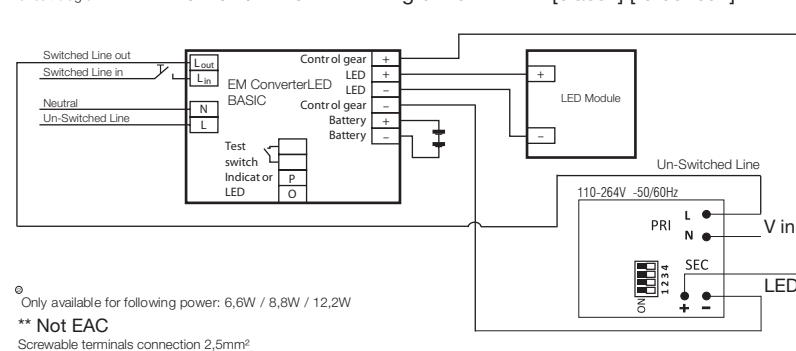 Switched Line out
Switched Line in
Neutral
Un-Switched Line
Lout
Lin
N
L
EM ConverterLED
BASIC
Test
switch
Indicator
LED
P
O
Control gear +
LED +
LED –
Control gear –
Battery +
Battery –
+
LED Module
–
Un-Switched Line
110-264V -50/60Hz
PRI
L
N
V in
SEC
LED
ON
1 2 3 4
+ –
Only available for following power: 6,6W / 8,8W / 12,2W
** Not EAC
Screwable terminals connection 2,5mm²